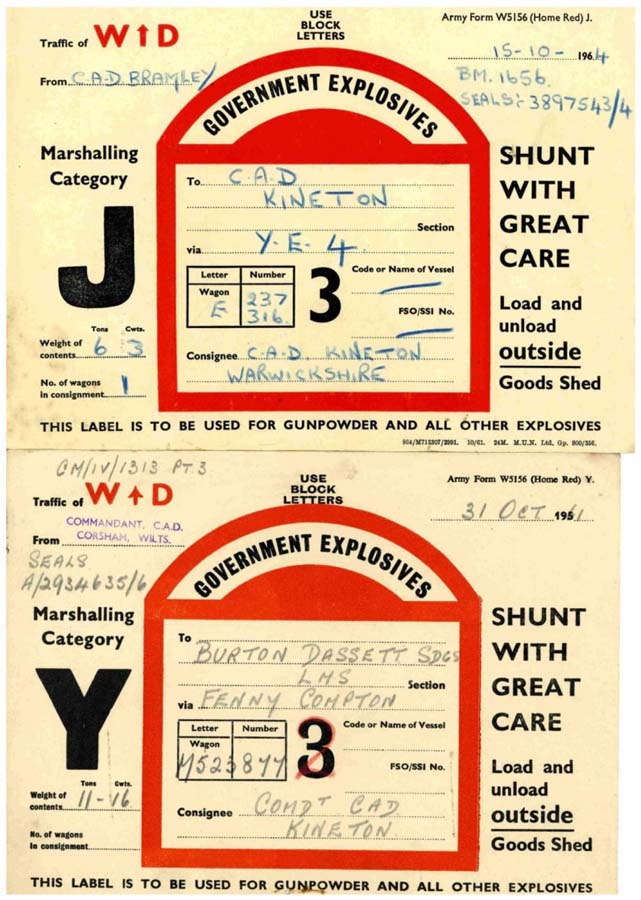 USE
BLOCK
LETTERS
Army Form W5156 (Home Red) J.
Traffic of W↑D
15-10- 1964
From C.A.D. BRAMLEY
BM. 1656
SEALS:- 3897543/4
GOVERNMENT EXPLOSIVES
Marshalling
Category
J
SHUNT
WITH
GREAT
CARE
To C.A.D
KINETON
Section
via Y-E-4.
Letter Number
Wagon
E 237
316.
3
Code or Name of Vessel
FSO/SSI No.
Load and
unload
outside
Goods Shed
Tons Cwts.
Weight of
contents 6 3
Consignee C.A.D. KINETON
WARWICKSHIRE
No. of wagons
in consignment 1
THIS LABEL IS TO BE USED FOR GUNPOWDER AND ALL OTHER EXPLOSIVES
10/61. 24M. M.U.N. Ltd. Gp. 800/356.
CM/IV/1313 PT.3
USE
BLOCK
LETTERS
Army Form W5156 (Home Red) Y.
Traffic of W↑D
31 OCT 1961
From COMMANDANT, C.A.D.
CORSHAM, WILTS.
SEALS
A/2934635/6
GOVERNMENT EXPLOSIVES
Marshalling
Category
Y
SHUNT
WITH
GREAT
CARE
To
BURTON DASSETT SDGS
LMS Section
via FENNY COMPTON
Letter Number
Wagon
M523877
3
Code or Name of Vessel
FSO/SSI No.
Load and
unload
outside
Goods Shed
Tons Cwts.
Weight of
contents 11-16
Consignee COMDT CAD
KINETON
No. of wagons
in consignment
THIS LABEL IS TO BE USED FOR GUNPOWDER AND ALL OTHER EXPLOSIVES